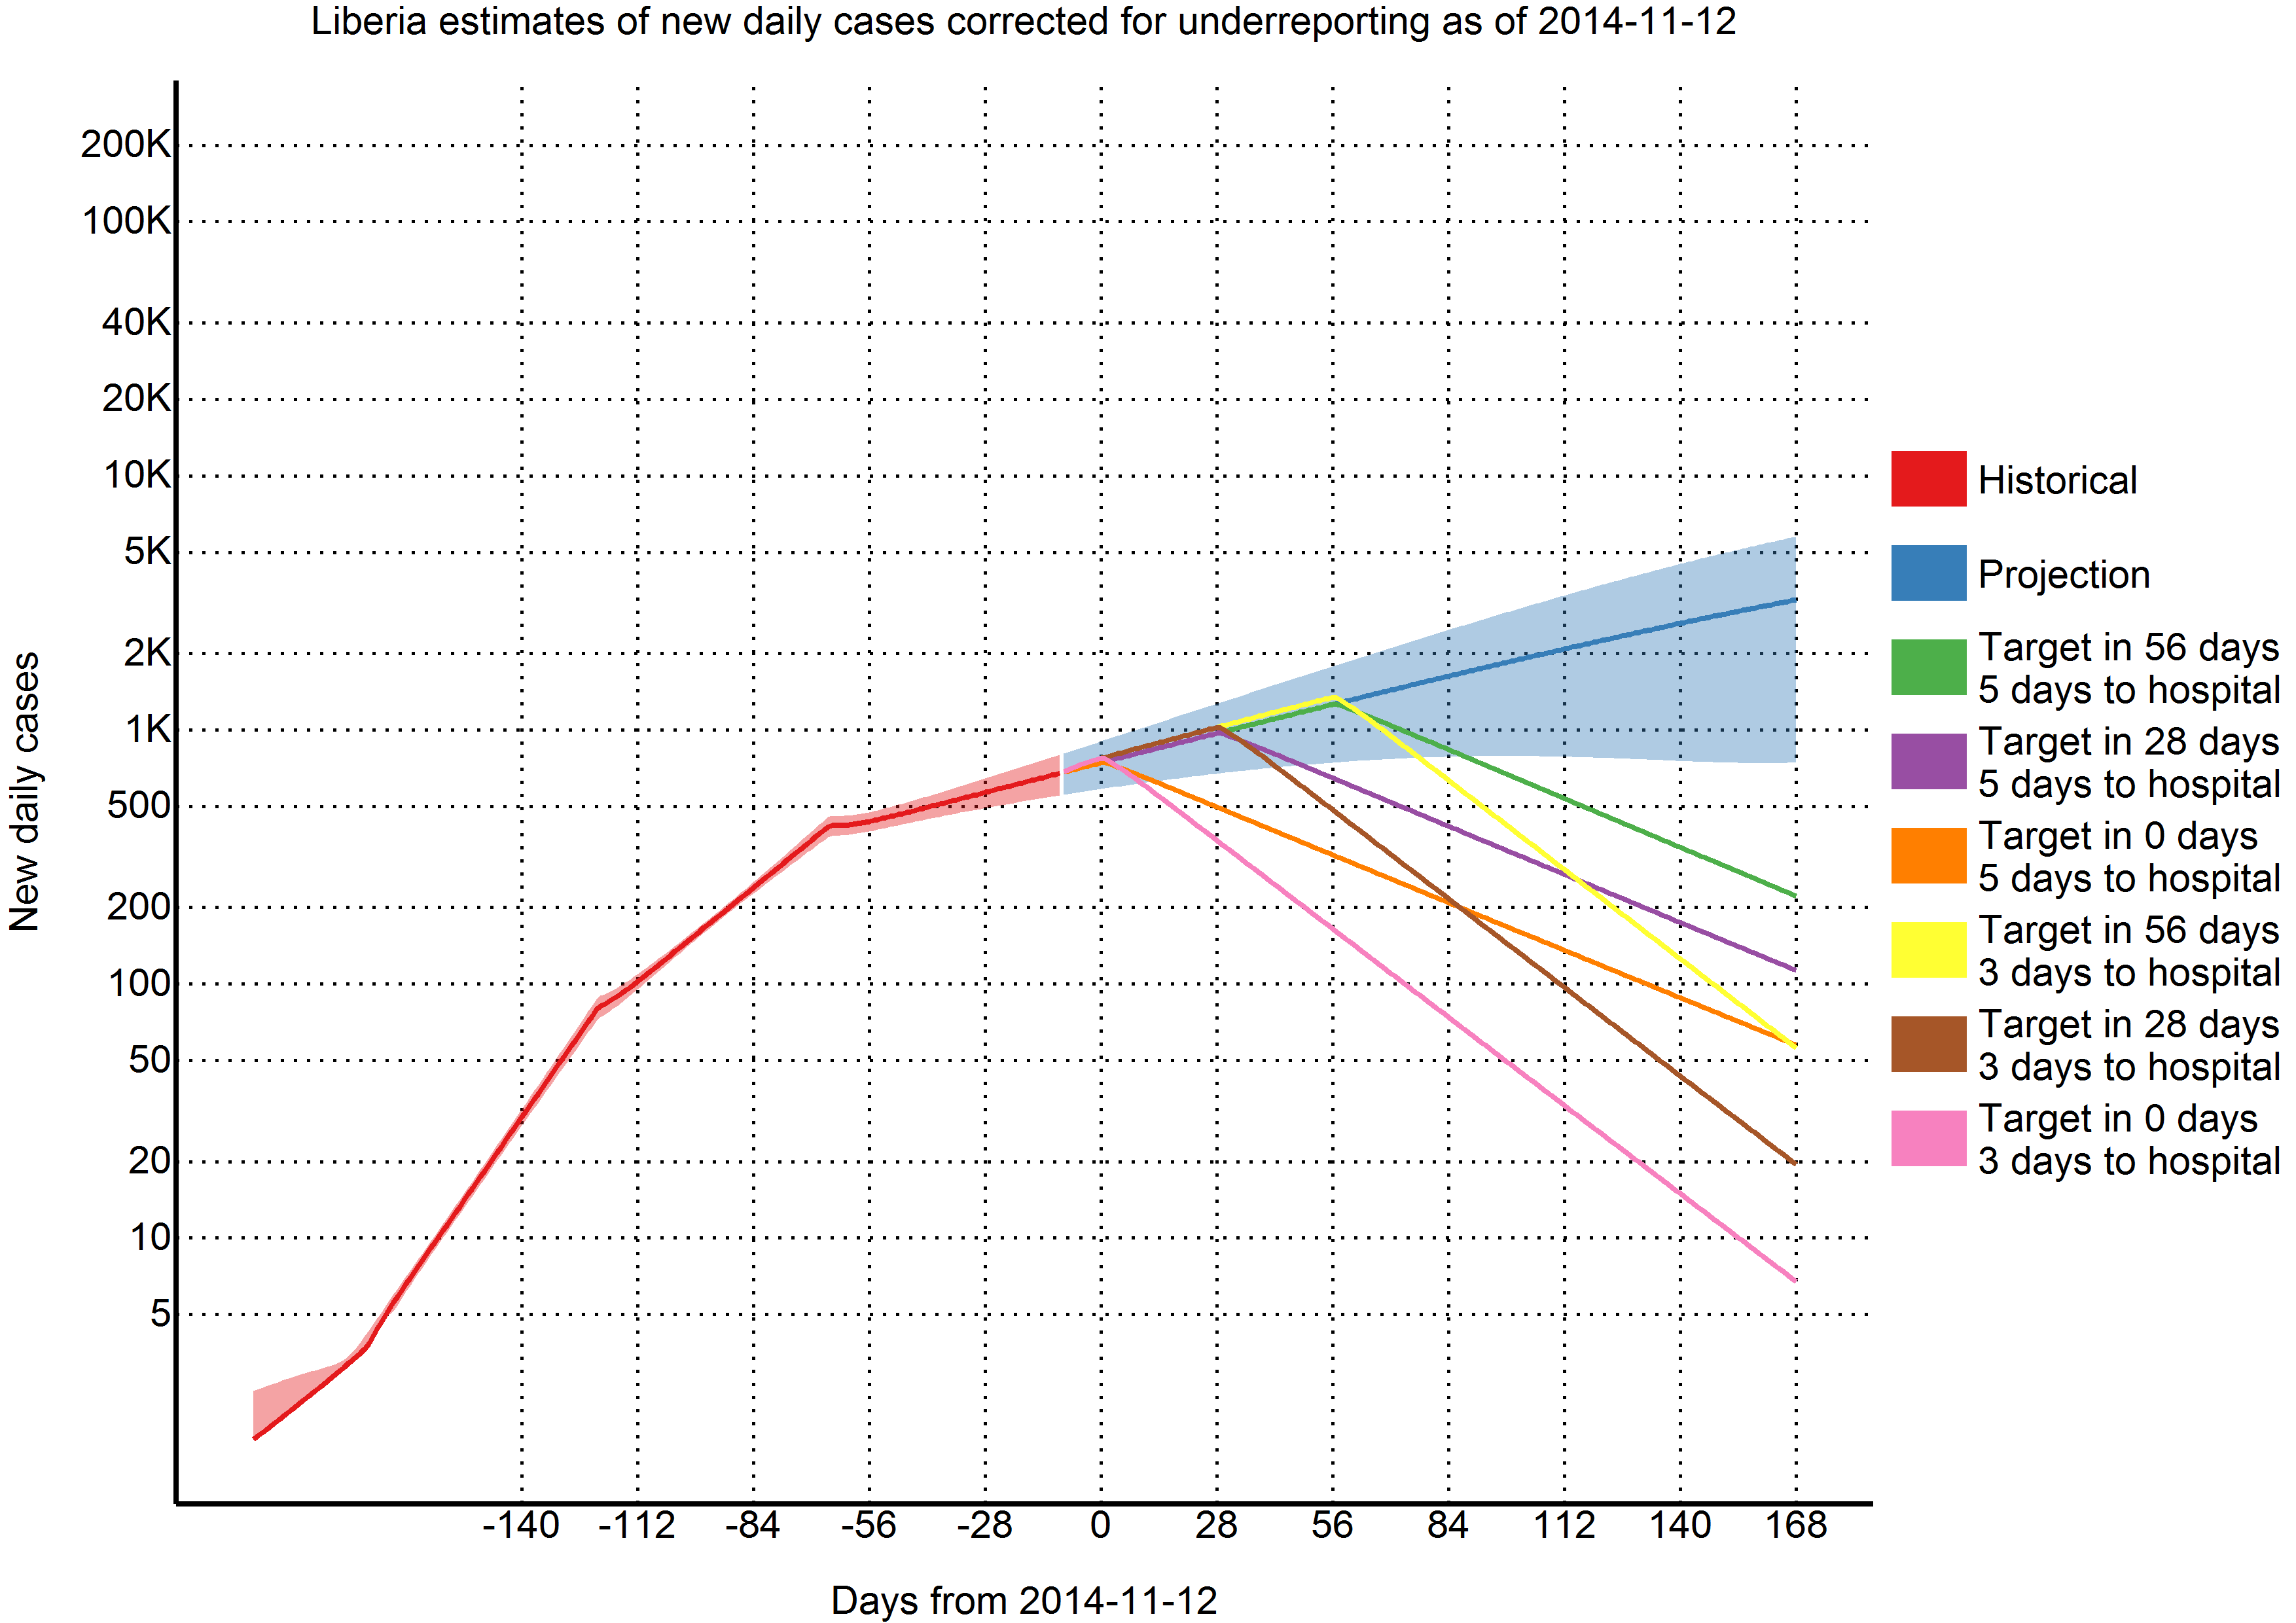 Liberia estimates of new daily cases corrected for underreporting as of 2014-11-12
200K
100K
40K
20K
10K
5K
2K
1K
500
200
100
50
20
10
5
New daily cases
-140 -112 -84 -56 -28 0 28 56 84 112 140 168
Days from 2014-11-12
Historical
Projection
Target in 56 days
5 days to hospital
Target in 28 days
5 days to hospital
Target in 0 days
5 days to hospital
Target in 56 days
3 days to hospital
Target in 28 days
3 days to hospital
Target in 0 days
3 days to hospital